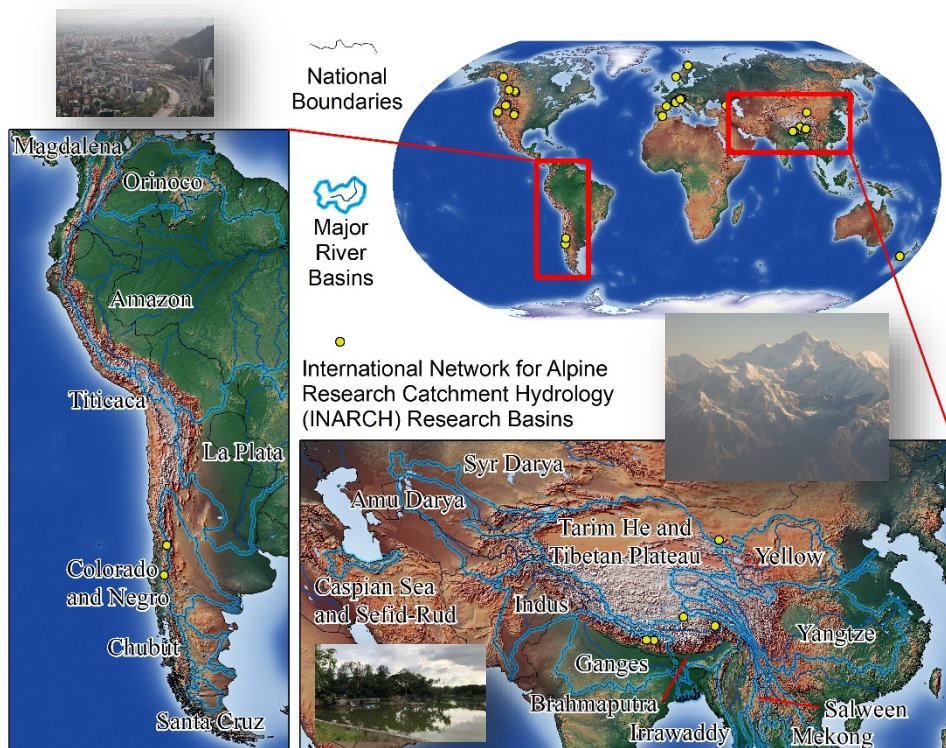 National
Boundaries
Major
River
Basins
International Network for Alpine
Research Catchment Hydrology
(INARCH) Research Basins
Magdalena
Orinoco
Amazon
Titicaca
La Plata
Colorado
and Negro
Chubut
Santa Cruz
Syr Darya
Amu Darya
Tarim He and
Tibetan Plateau
Yellow
Caspian Sea
and Sefid-Rud
Indus
Yangtze
Ganges
Brahmaputra
Salween
Irrawaddy
Mekong